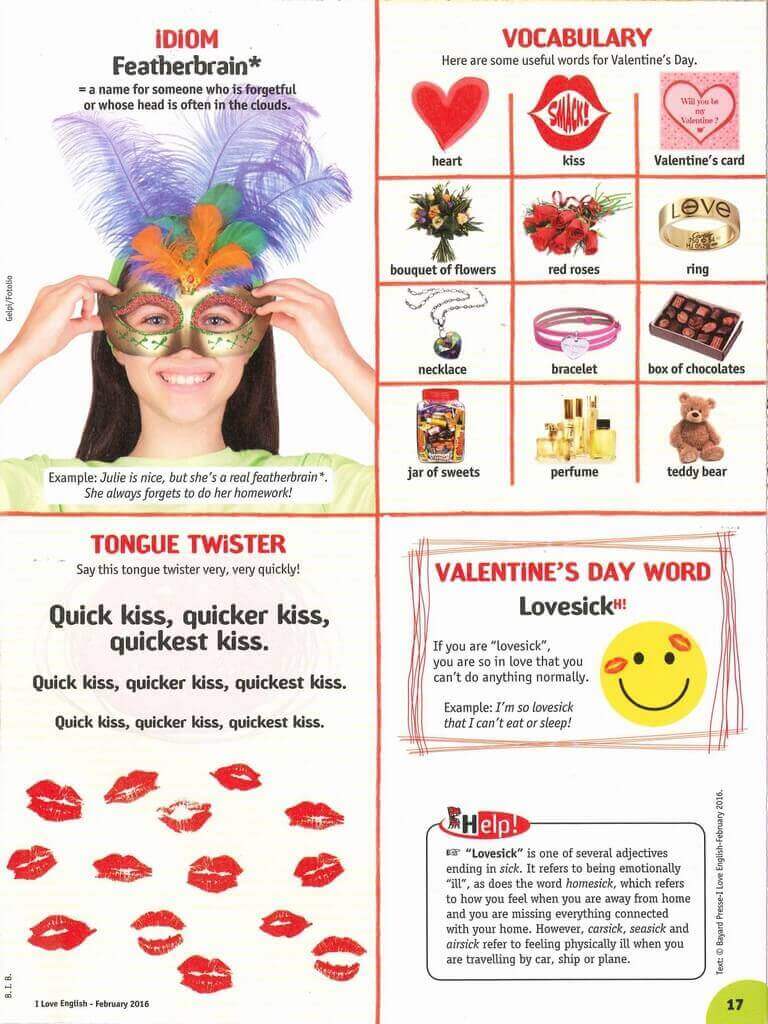 iDiOM
Featherbrain*
= a name for someone who is forgetful
or whose head is often in the clouds.
Gelpi/Fotolia
Example: Julie is nice, but she's a real featherbrain*.
She always forgets to do her homework!
VOCABULARY
Here are some useful words for Valentine's Day.
heart
SMACK!
kiss
Will you be
my
Valentine ?
Valentine's card
bouquet of flowers
red roses
LOVE
ring
necklace
bracelet
box of chocolates
jar of sweets
perfume
teddy bear
TONGUE TWiSTER
Say this tongue twister very, very quickly!
Quick kiss, quicker kiss,
quickest kiss.
Quick kiss, quicker kiss, quickest kiss.
Quick kiss, quicker kiss, quickest kiss.
B. I. B.
I Love English - February 2016
VALENTiNE'S DAY WORD
LovesickH!
If you are "lovesick",
you are so in love that you
can't do anything normally.
Example: I'm so lovesick
that I can't eat or sleep!
Help!
☞ "Lovesick" is one of several adjectives
ending in sick. It refers to being emotionally
"ill", as does the word homesick, which refers
to how you feel when you are away from home
and you are missing everything connected
with your home. However, carsick, seasick and
airsick refer to feeling physically ill when you
are travelling by car, ship or plane.
Text: © Bayard Presse-I Love English-February 2016.
17